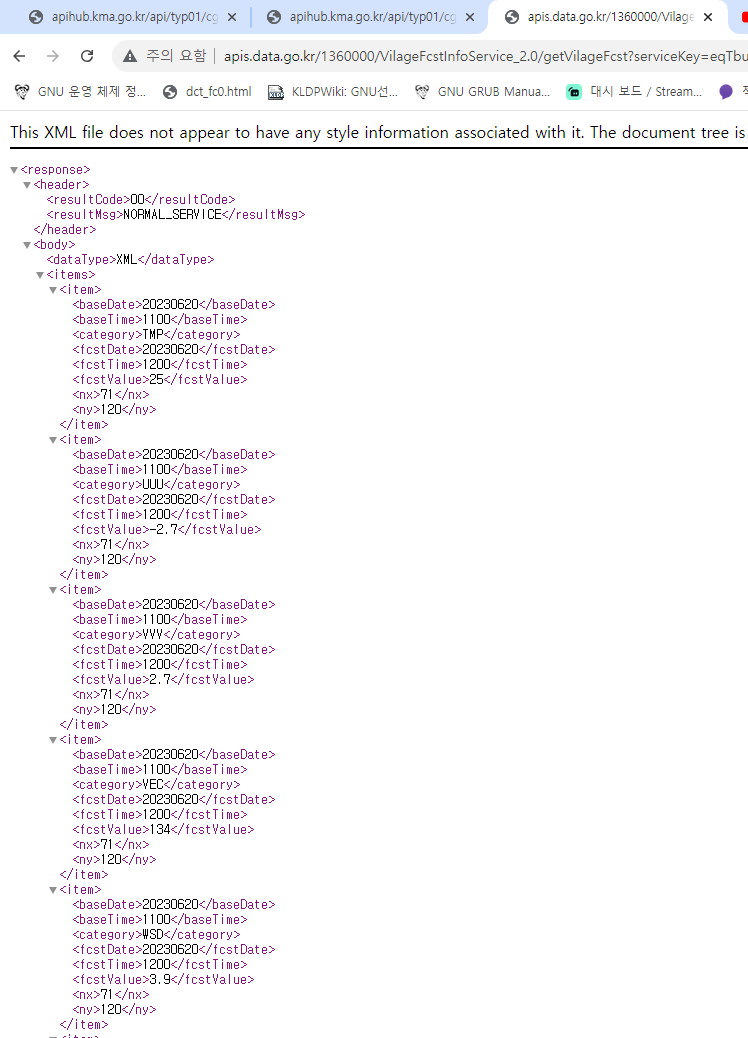 apihub.kma.go.kr/api/typ01/cg
apihub.kma.go.kr/api/typ01/cg
apis.data.go.kr/1360000/Vilage
주의 요함
apis.data.go.kr/1360000/VilageFcstInfoService_2.0/getVilageFcst?serviceKey=eqTbu
GNU 운영 체제 정...
dct_fc0.html
KLDPWiki: GNU선...
GNU GRUB Manua...
대시 보드 / Stream...
This XML file does not appear to have any style information associated with it. The document tree is
<response>
<header>
<resultCode>00</resultCode>
<resultMsg>NORMAL_SERVICE</resultMsg>
</header>
<body>
<dataType>XML</dataType>
<items>
<item>
<baseDate>20230620</baseDate>
<baseTime>1100</baseTime>
<category>TMP</category>
<fcstDate>20230620</fcstDate>
<fcstTime>1200</fcstTime>
<fcstValue>25</fcstValue>
<nx>71</nx>
<ny>120</ny>
</item>
<item>
<baseDate>20230620</baseDate>
<baseTime>1100</baseTime>
<category>UUU</category>
<fcstDate>20230620</fcstDate>
<fcstTime>1200</fcstTime>
<fcstValue>-2.7</fcstValue>
<nx>71</nx>
<ny>120</ny>
</item>
<item>
<baseDate>20230620</baseDate>
<baseTime>1100</baseTime>
<category>VVV</category>
<fcstDate>20230620</fcstDate>
<fcstTime>1200</fcstTime>
<fcstValue>2.7</fcstValue>
<nx>71</nx>
<ny>120</ny>
</item>
<item>
<baseDate>20230620</baseDate>
<baseTime>1100</baseTime>
<category>VEC</category>
<fcstDate>20230620</fcstDate>
<fcstTime>1200</fcstTime>
<fcstValue>134</fcstValue>
<nx>71</nx>
<ny>120</ny>
</item>
<item>
<baseDate>20230620</baseDate>
<baseTime>1100</baseTime>
<category>WSD</category>
<fcstDate>20230620</fcstDate>
<fcstTime>1200</fcstTime>
<fcstValue>3.9</fcstValue>
<nx>71</nx>
<ny>120</ny>
</item>